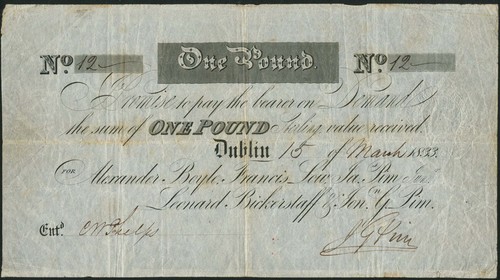 One Pound.
No. 12 No. 12
I Promise to pay the bearer on Demand
the sum of ONE POUND Sterling value received.
Dublin 15 of March 1833.
FOR Alexander Boyle, Francis Low, Jas. Pim Junr.
Leonard Bickerstaff & Jon. G. Pim.
Entd. J G Pim